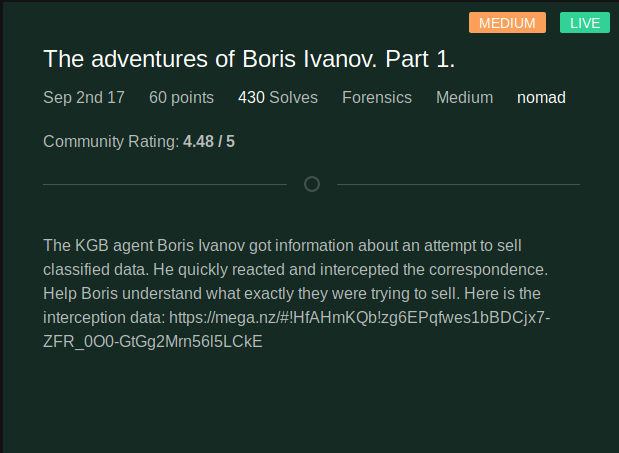 MEDIUM LIVE
The adventures of Boris Ivanov. Part 1.
Sep 2nd 17 60 points 430 Solves Forensics Medium nomad
Community Rating: 4.48 / 5
The KGB agent Boris Ivanov got information about an attempt to sell
classified data. He quickly reacted and intercepted the correspondence.
Help Boris understand what exactly they were trying to sell. Here is the
interception data: https://mega.nz/#!HfAHmKQb!zg6EPqfwes1bBDCjx7-
ZFR_0O0-GtGg2Mrn56l5LCkE